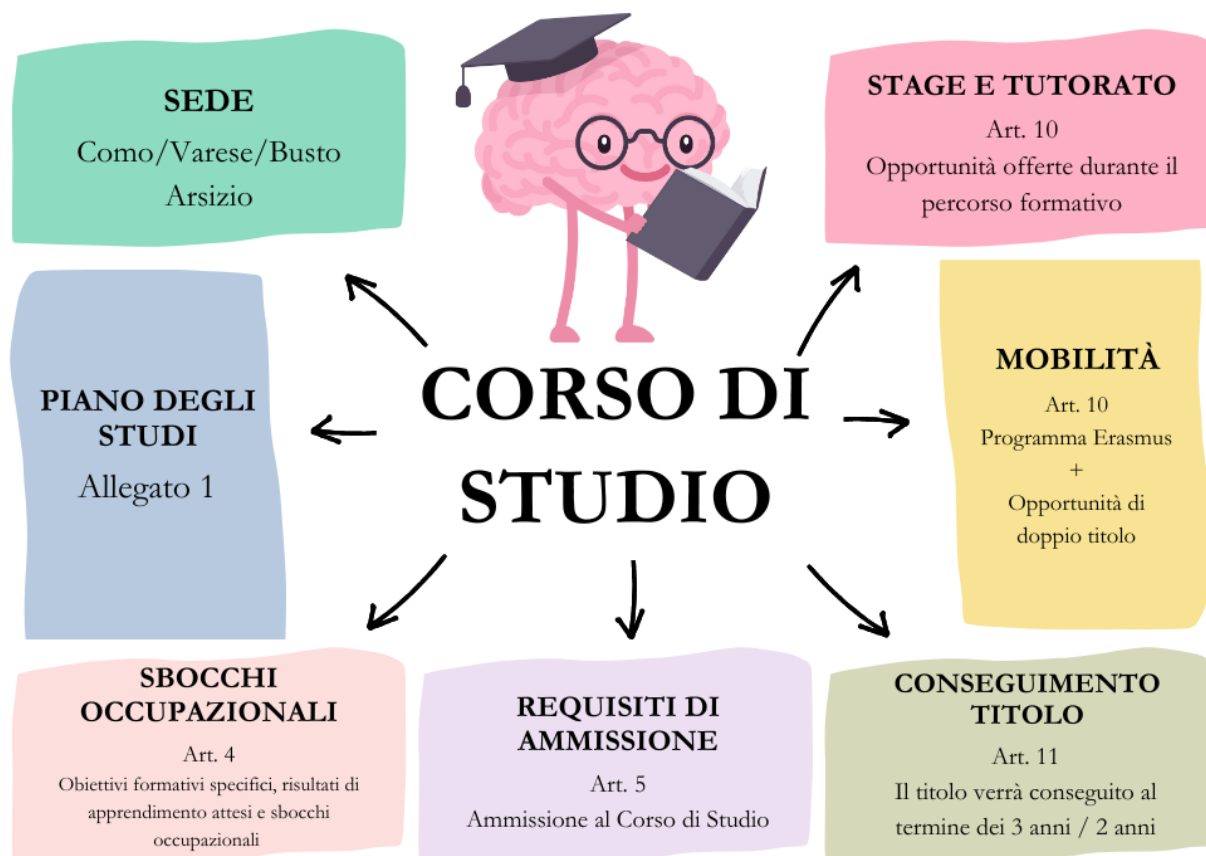 SEDE
Como/Varese/Busto
Arsizio
STAGE E TUTORATO
Art. 10
Opportunità offerte durante il
percorso formativo
PIANO DEGLI
STUDI
Allegato 1
CORSO DI
STUDIO
MOBILITÀ
Art. 10
Programma Erasmus
+
Opportunità di
doppio titolo
SBOCCHI
OCCUPAZIONALI
Art. 4
Obiettivi formativi specifici, risultati di
apprendimento attesi e sbocchi
occupazionali
REQUISITI DI
AMMISSIONE
Art. 5
Ammissione al Corso di Studio
CONSEGUIMENTO
TITOLO
Art. 11
Il titolo verrà conseguito al
termine dei 3 anni / 2 anni